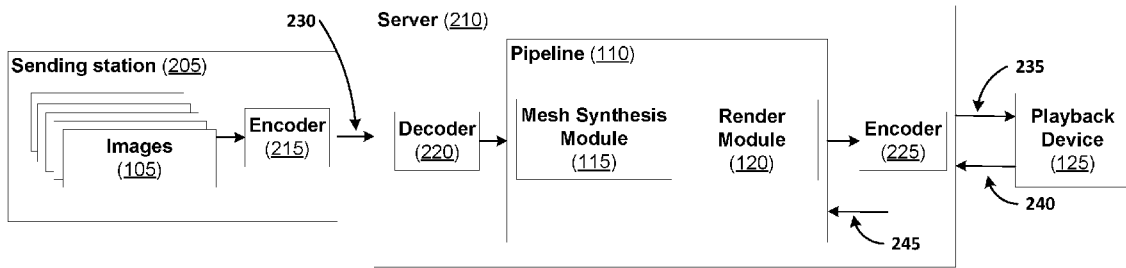 230
Server (210)
Sending station (205)
Images
(105)
Encoder
(215)
Decoder
(220)
Pipeline (110)
Mesh Synthesis
Module
(115)
Render
Module
(120)
Encoder
(225)
235
Playback
Device
(125)
240
245